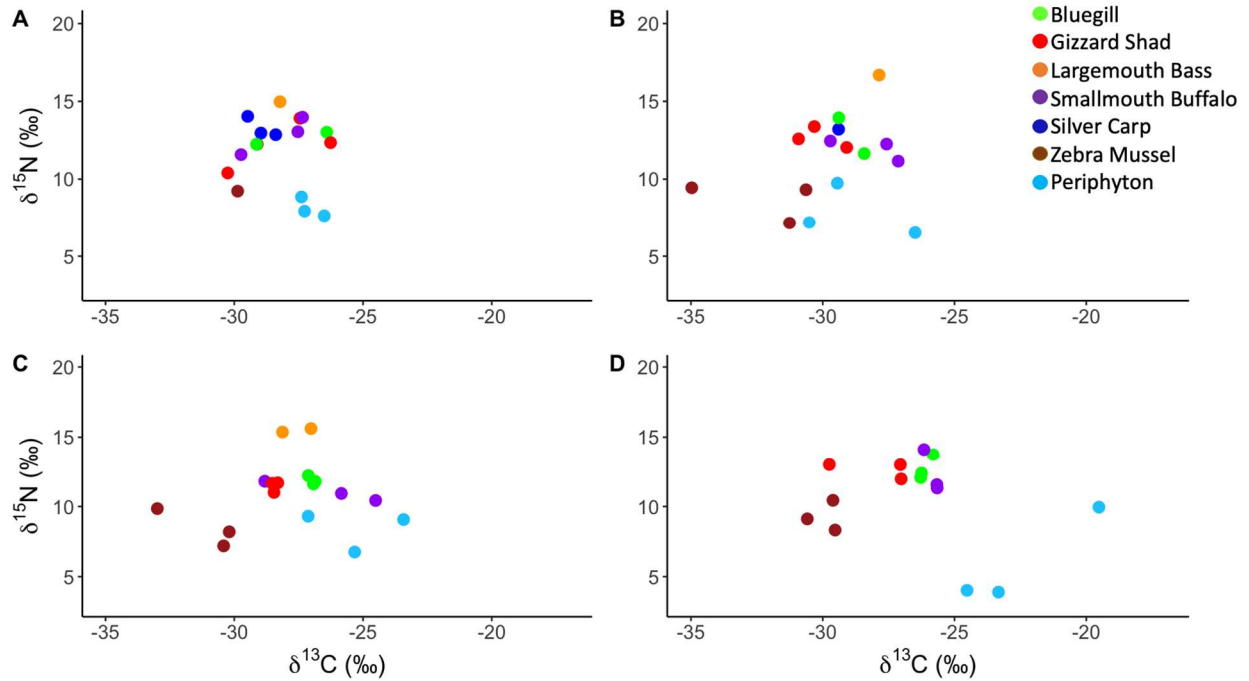 A
20
15
10
5
δ15N (‰)
-35
-30
-25
-20
B
20
15
10
5
-35
-30
-25
-20
Bluegill
Gizzard Shad
Largemouth Bass
Smallmouth Buffalo
Silver Carp
Zebra Mussel
Periphyton
C
20
15
10
5
δ15N (‰)
-35
-30
-25
-20
δ13C (‰)
D
20
15
10
5
-35
-30
-25
-20
δ13C (‰)